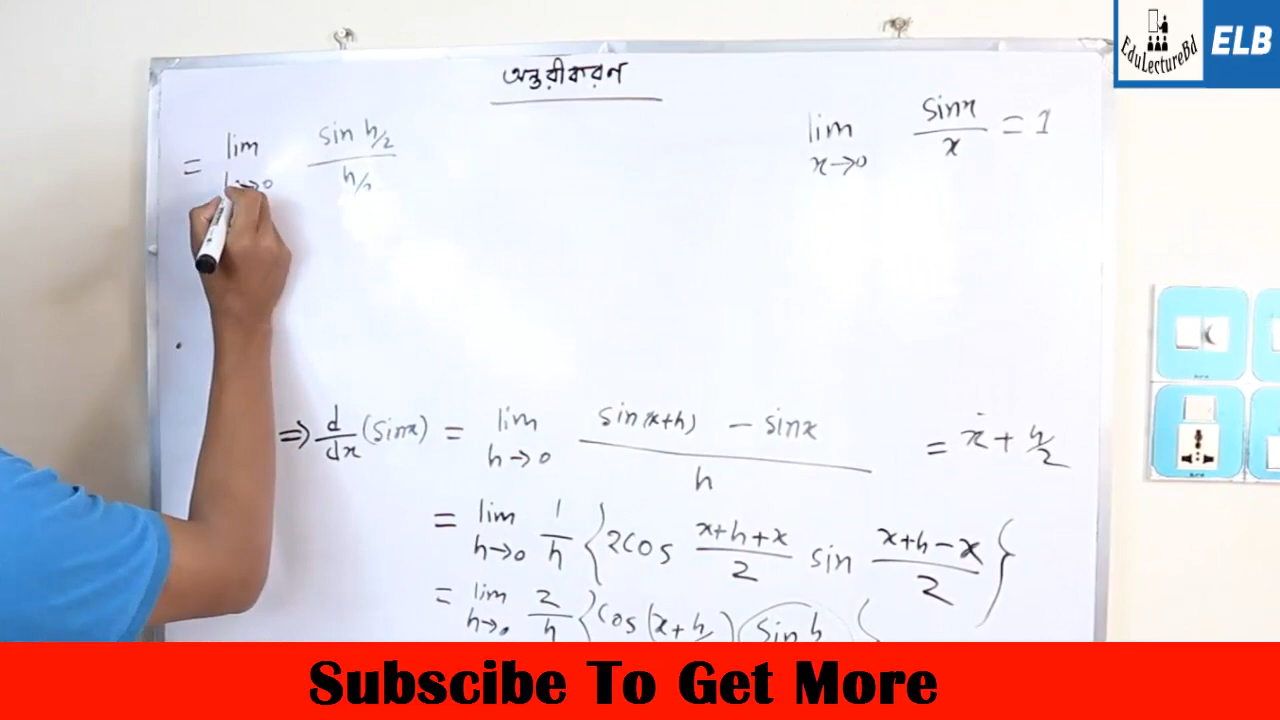 EduLectureBd
ELB
অন্তরীকরণ
= lim h→0 sin h/2 / h/2
lim x→0 sinx / x = 1
⇒ d/dx (sinx) = lim h→0 sin(x+h) - sinx / h
= x + h/2
= lim h→0 1/h {2cos x+h+x / 2 sin x+h-x / 2}
= lim h→0 2/h {cos(x+h ) sin h }
Subscibe To Get More